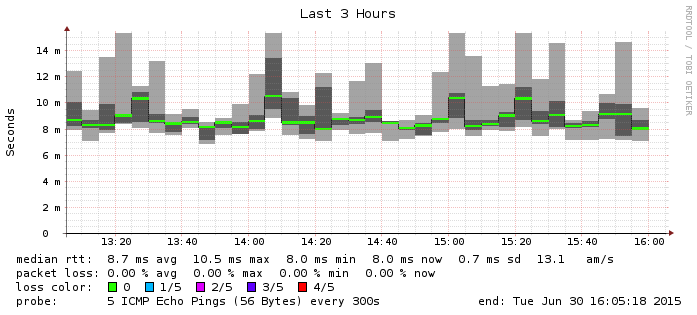 Last 3 Hours
RRDTOOL / TOBI OETIKER
Seconds
14 m
12 m
10 m
8 m
6 m
4 m
2 m
0
13:20 13:40 14:00 14:20 14:40 15:00 15:20 15:40 16:00
median rtt: 8.7 ms avg 10.5 ms max 8.0 ms min 8.0 ms now 0.7 ms sd 13.1 am/s
packet loss: 0.00 % avg 0.00 % max 0.00 % min 0.00 % now
loss color: 0 1/5 2/5 3/5 4/5
probe: 5 ICMP Echo Pings (56 Bytes) every 300s end: Tue Jun 30 16:05:18 2015